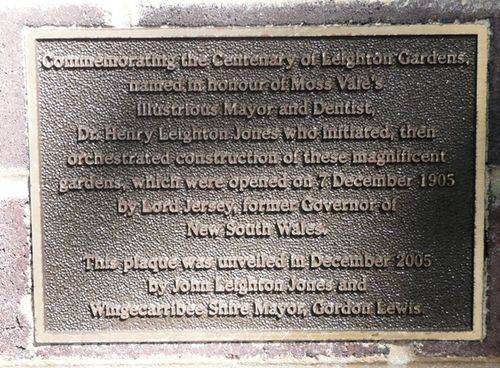 Commemorating the Centenary of Leighton Gardens,
named in honour of Moss Vale's
Illustrious Mayor and Dentist,
Dr. Henry Leighton Jones who initiated, then
orchestrated construction of these magnificent
gardens, which were opened on 7 December 1905
by Lord Jersey, former Governor of
New South Wales.
This plaque was unveiled in December 2005
by John Leighton Jones and
Wingecarribee Shire Mayor, Gordon Lewis.